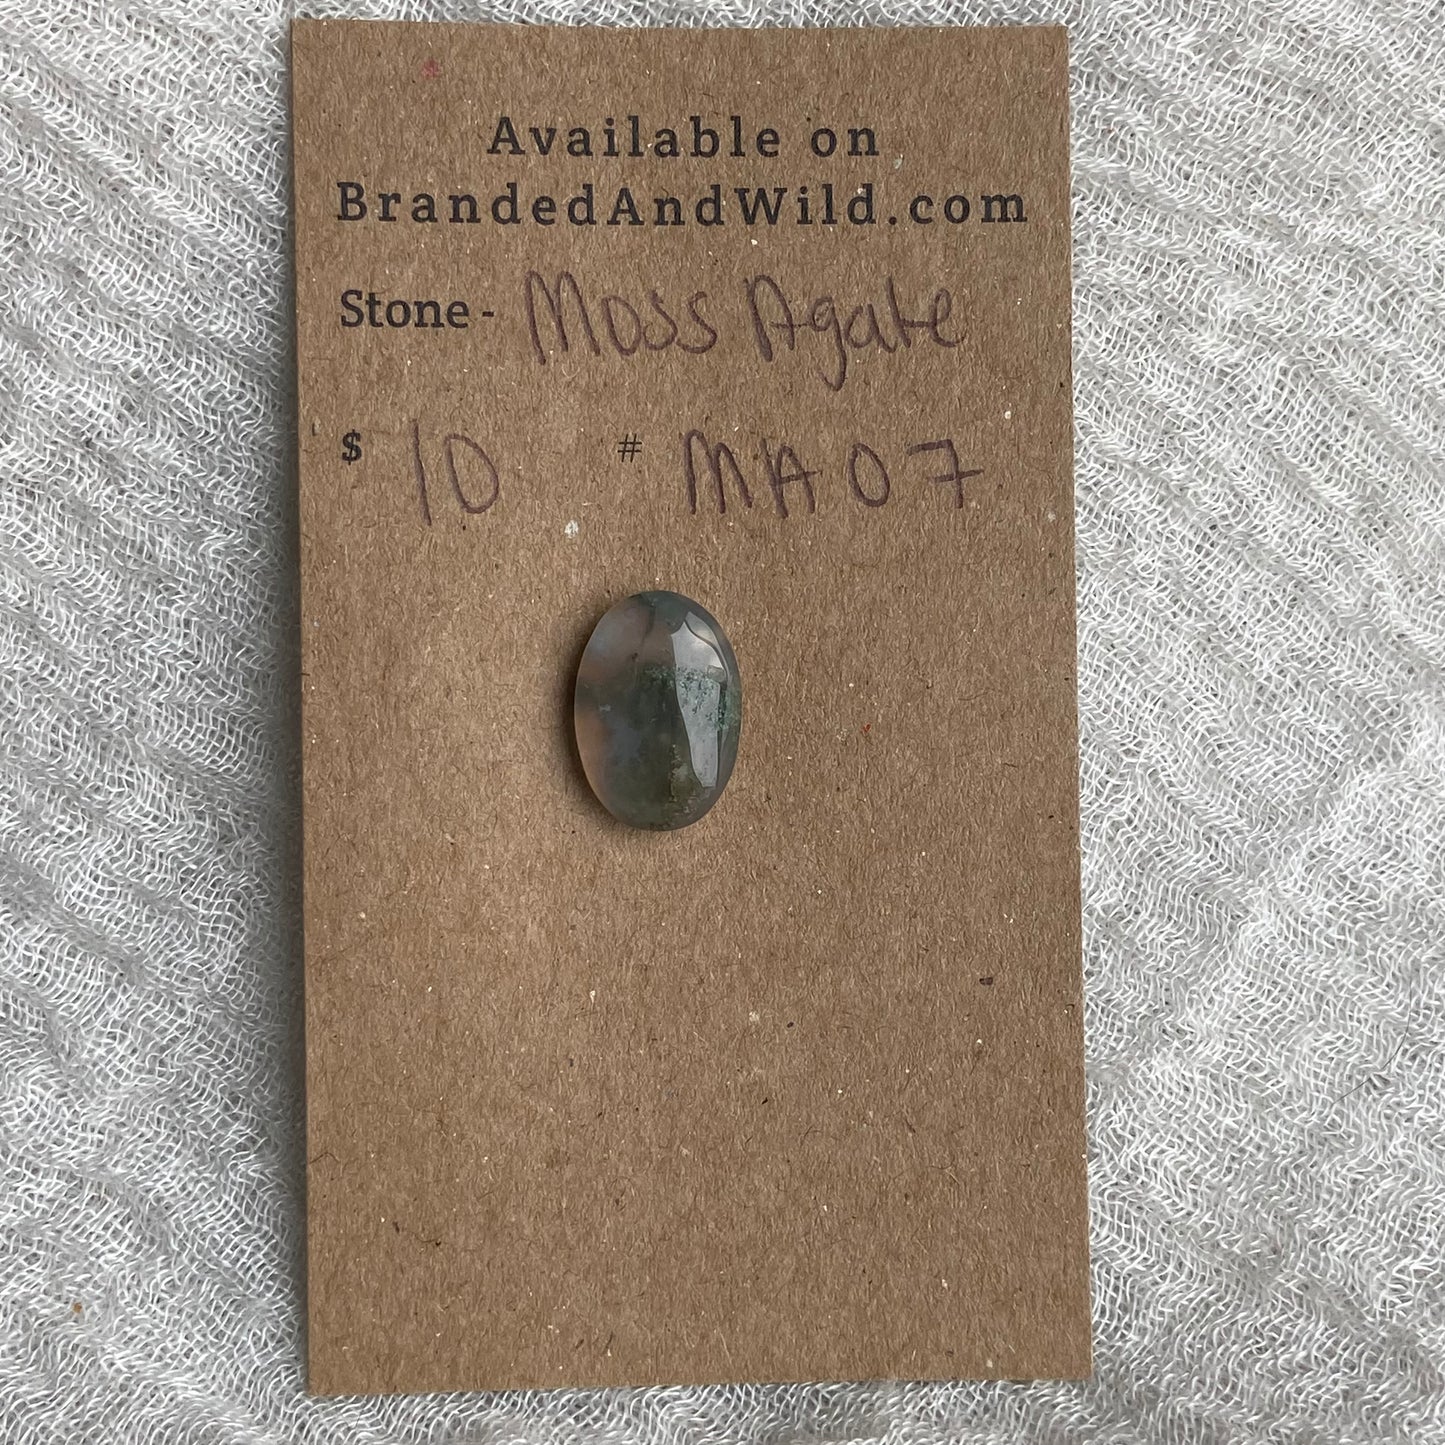 Available on
BrandedAndWild.com
Stone - Moss Agate
$ 10 # MA07